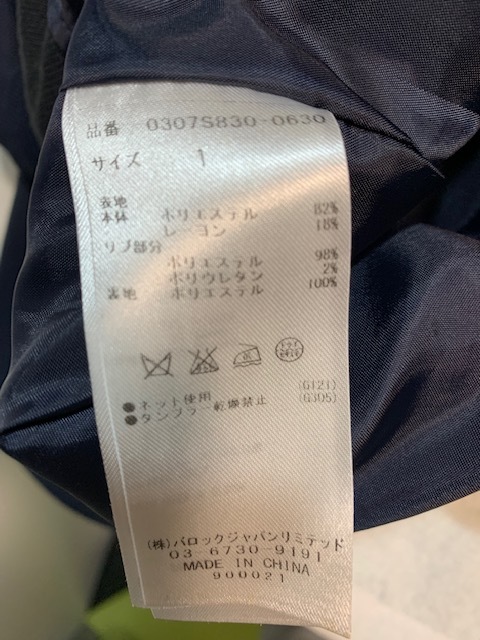 品番 0307S830-0630
サイズ 1
表地
本体 ポリエステル 82%
レーヨン 18%
リブ部分
ポリエステル 98%
ポリウレタン 2%
裏地 ポリエステル 100%
ドライ
(G121)
●ネット使用 (G305)
●タンブラー乾燥禁止
(株)バロックジャパンリミテッド
03-6730-9191
MADE IN CHINA
900021